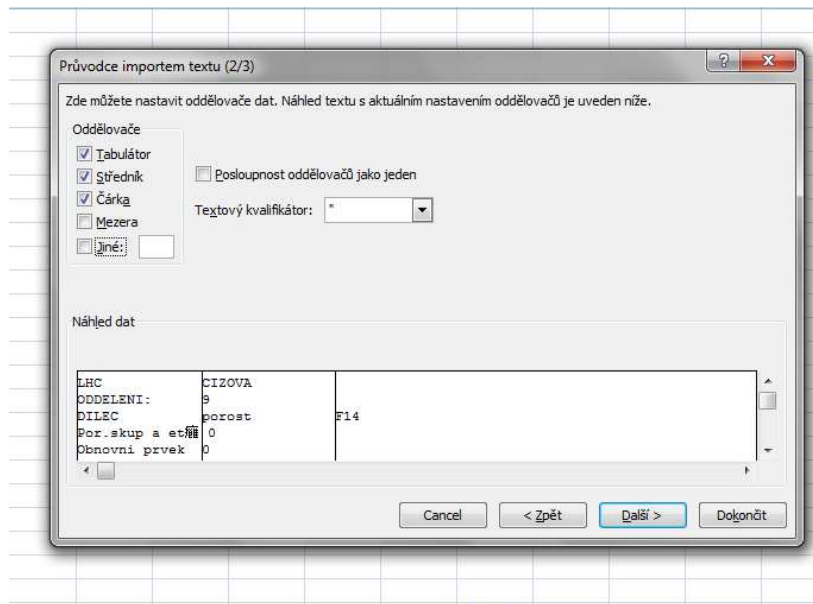 Průvodce importem textu (2/3)
Zde můžete nastavit oddělovače dat. Náhled textu s aktuálním nastavením oddělovačů je uveden níže.
Oddělovače
Tabulátor
Středník
Čárka
Mezera
Jiné:
Posloupnost oddělovačů jako jeden
Textový kvalifikátor: "
Náhled dat
LHC CIZOVA
ODDELENI: 9
DILEC porost F14
Por.skup a 0
Obnovni prvek 0
Cancel < Zpět Další > Dokončit